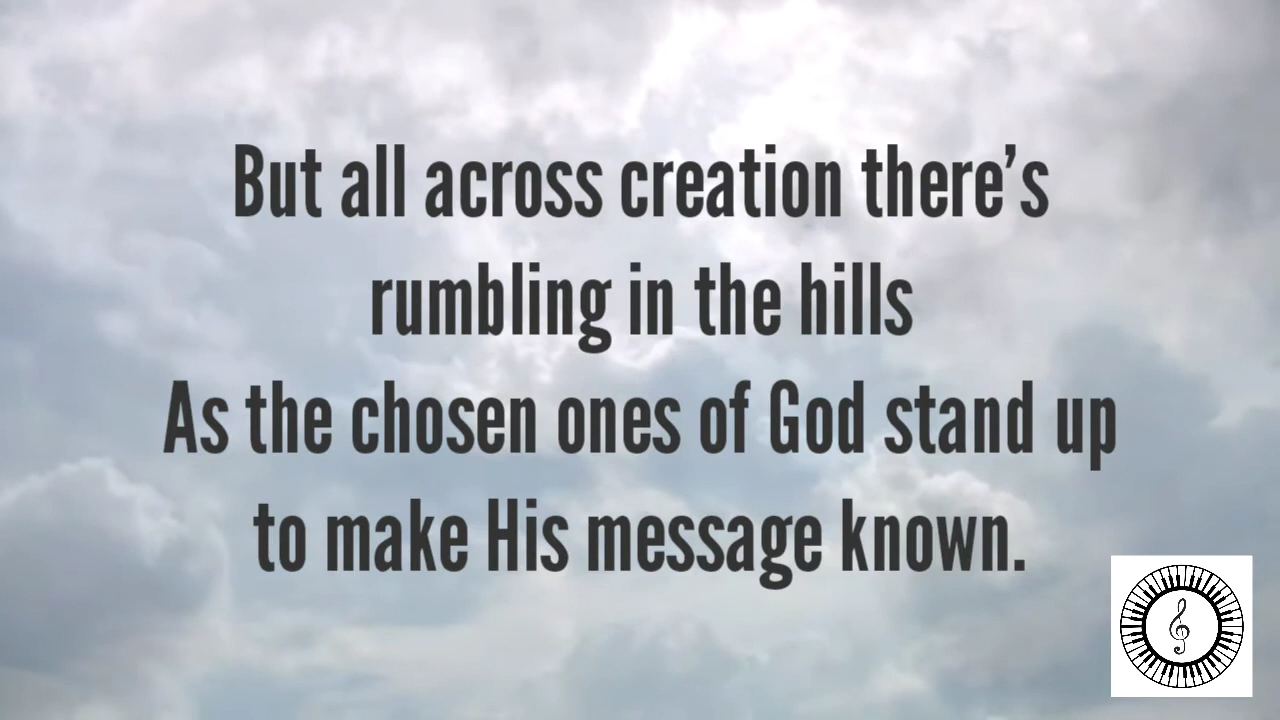 But all across creation there’s
rumbling in the hills
As the chosen ones of God stand up
to make His message known.